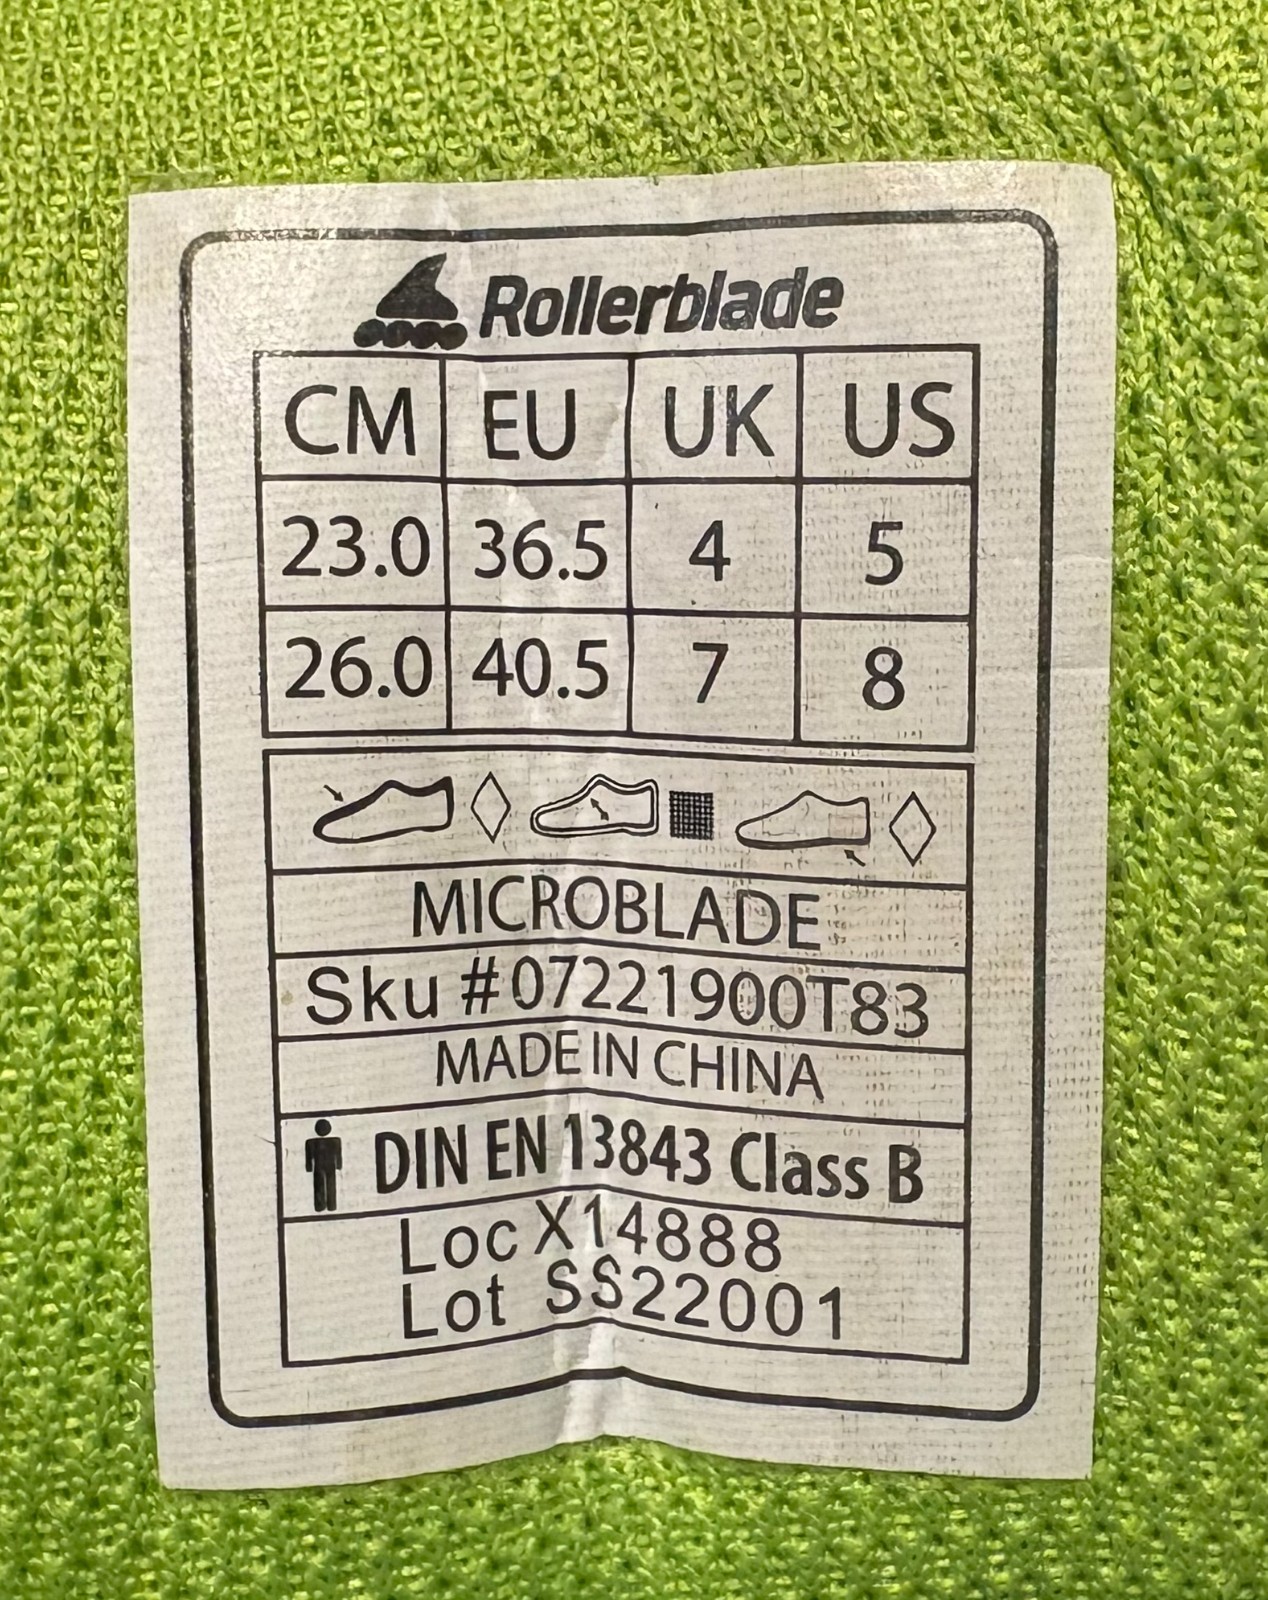 Rollerblade
CM EU UK US
23.0 36.5 4 5
26.0 40.5 7 8
MICROBLADE
Sku #07221900T83
MADE IN CHINA
DIN EN 13843 Class B
Loc X14888
Lot SS22001